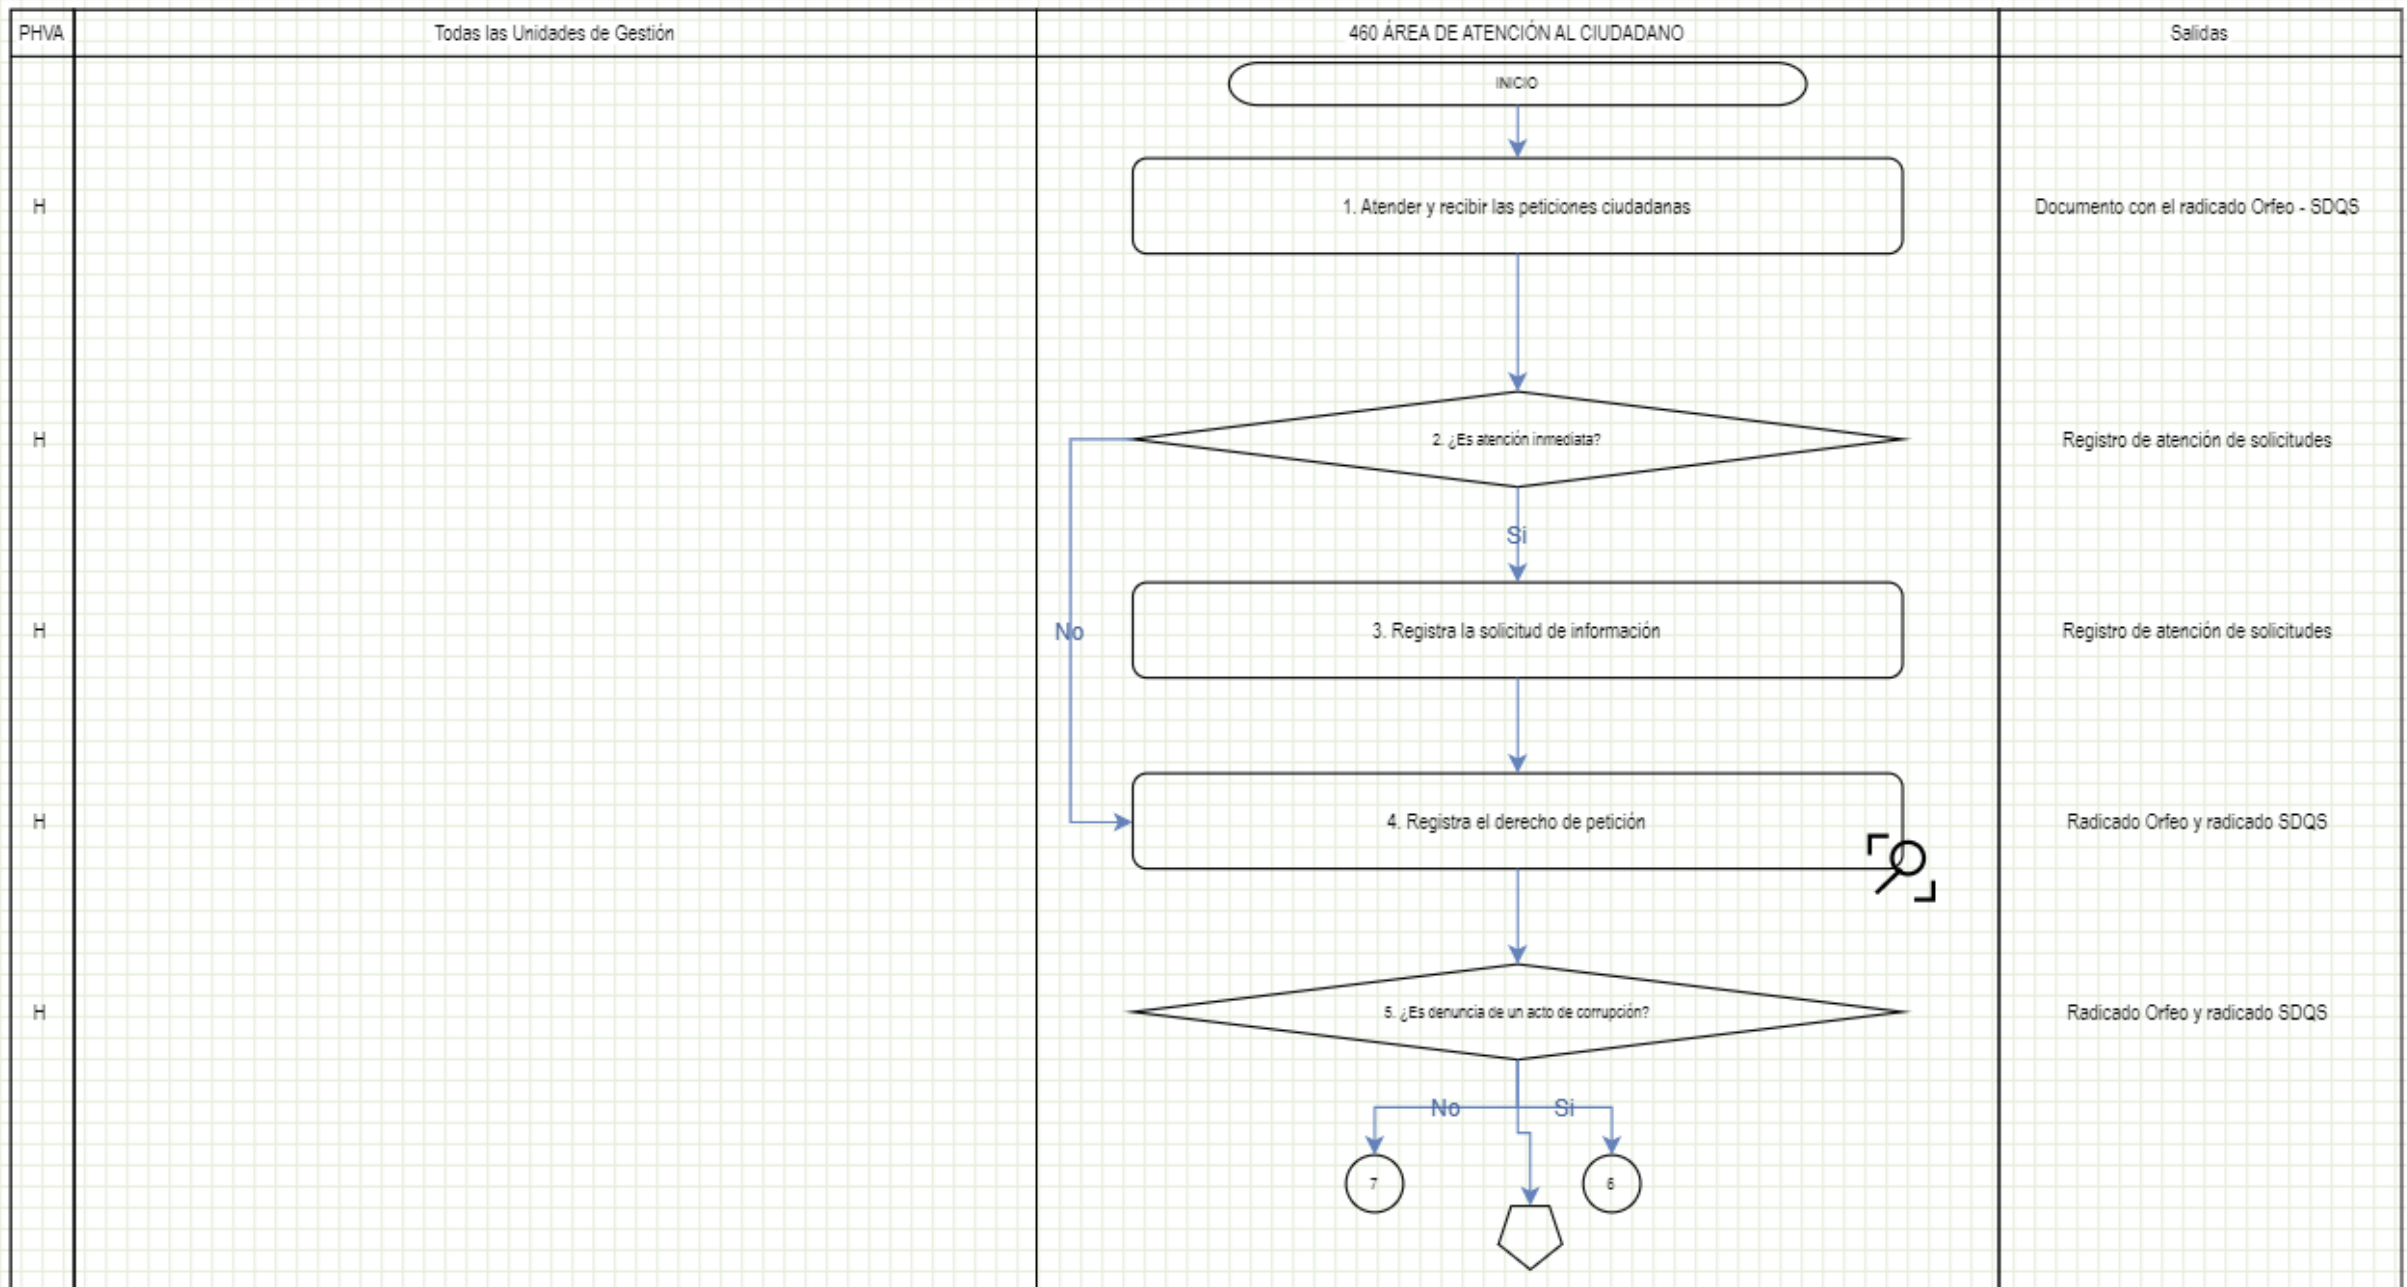 PHVA
Todas las Unidades de Gestión
460 ÁREA DE ATENCIÓN AL CIUDADANO
Salidas
INICIO
H
1. Atender y recibir las peticiones ciudadanas
Documento con el radicado Orfeo - SDQS
H
2. ¿Es atención inmediata?
Registro de atención de solicitudes
Si
H
No
3. Registra la solicitud de información
Registro de atención de solicitudes
H
4. Registra el derecho de petición
Radicado Orfeo y radicado SDQS
H
5. ¿Es denuncia de un acto de corrupción?
Radicado Orfeo y radicado SDQS
No
Si
7
6